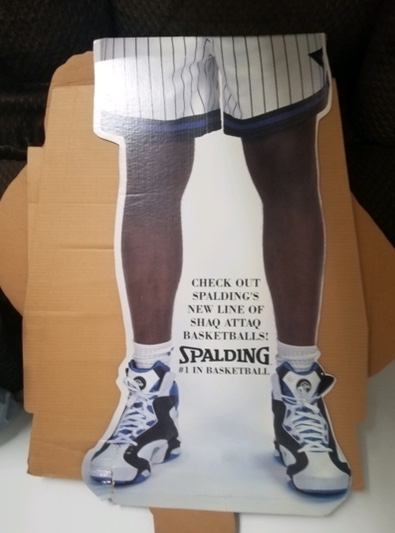 CHECK OUT
SPALDING'S
NEW LINE OF
SHAQ ATTAQ
BASKETBALLS!
SPALDING
#1 IN BASKETBALL